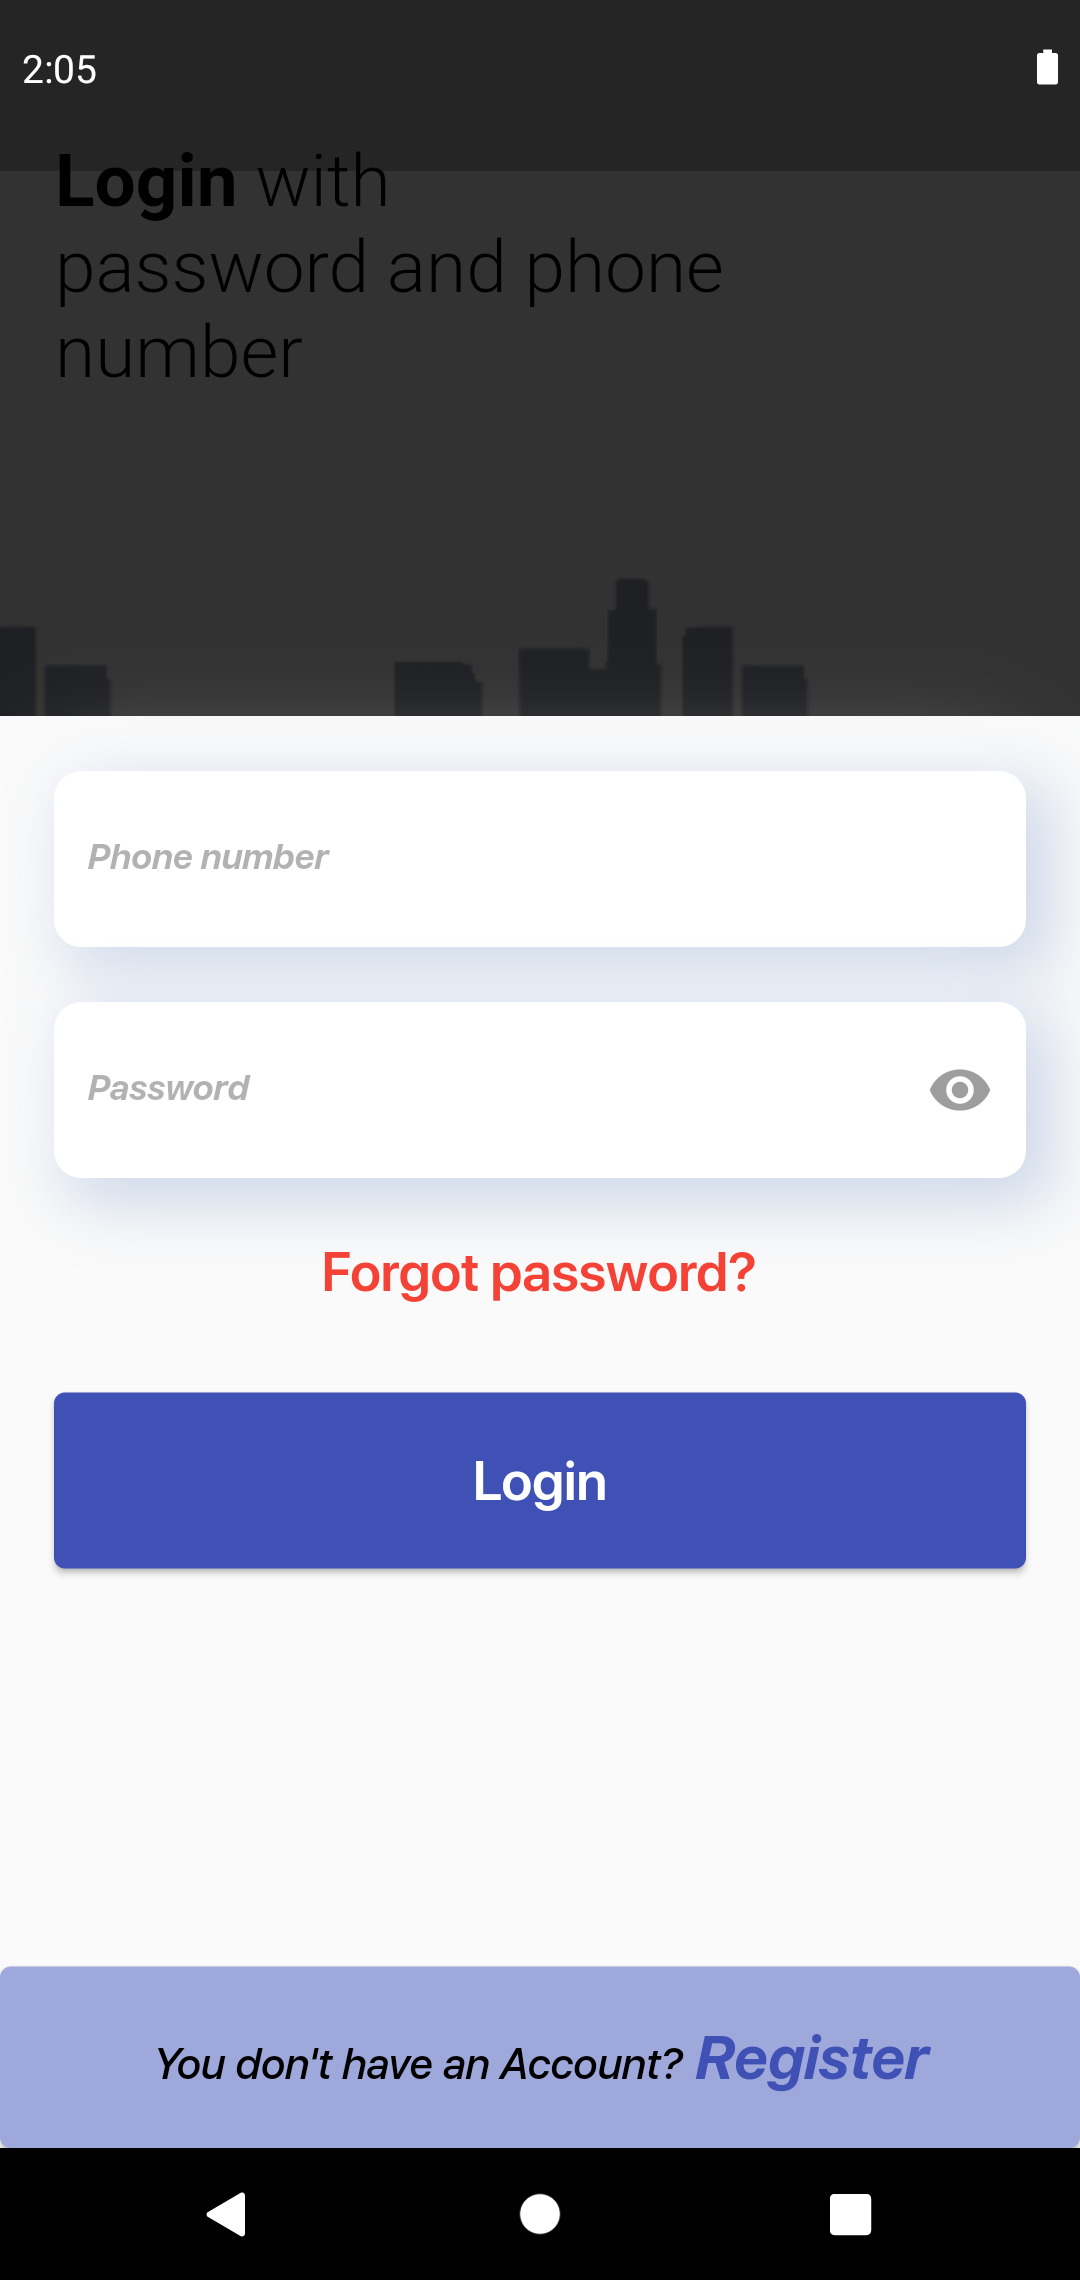 2:05
Login with
password and phone
number
Phone number
Password
Forgot password?
Login
You don't have an Account? Register